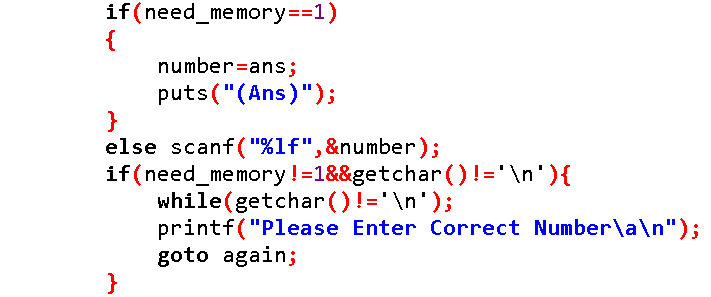 if(need_memory==1)
{
number=ans;
puts("(Ans)");
}
else scanf("%lf",&number);
if(need_memory!=1&&getchar()!='\n'){
while(getchar()!='\n');
printf("Please Enter Correct Number\a\n");
goto again;
}